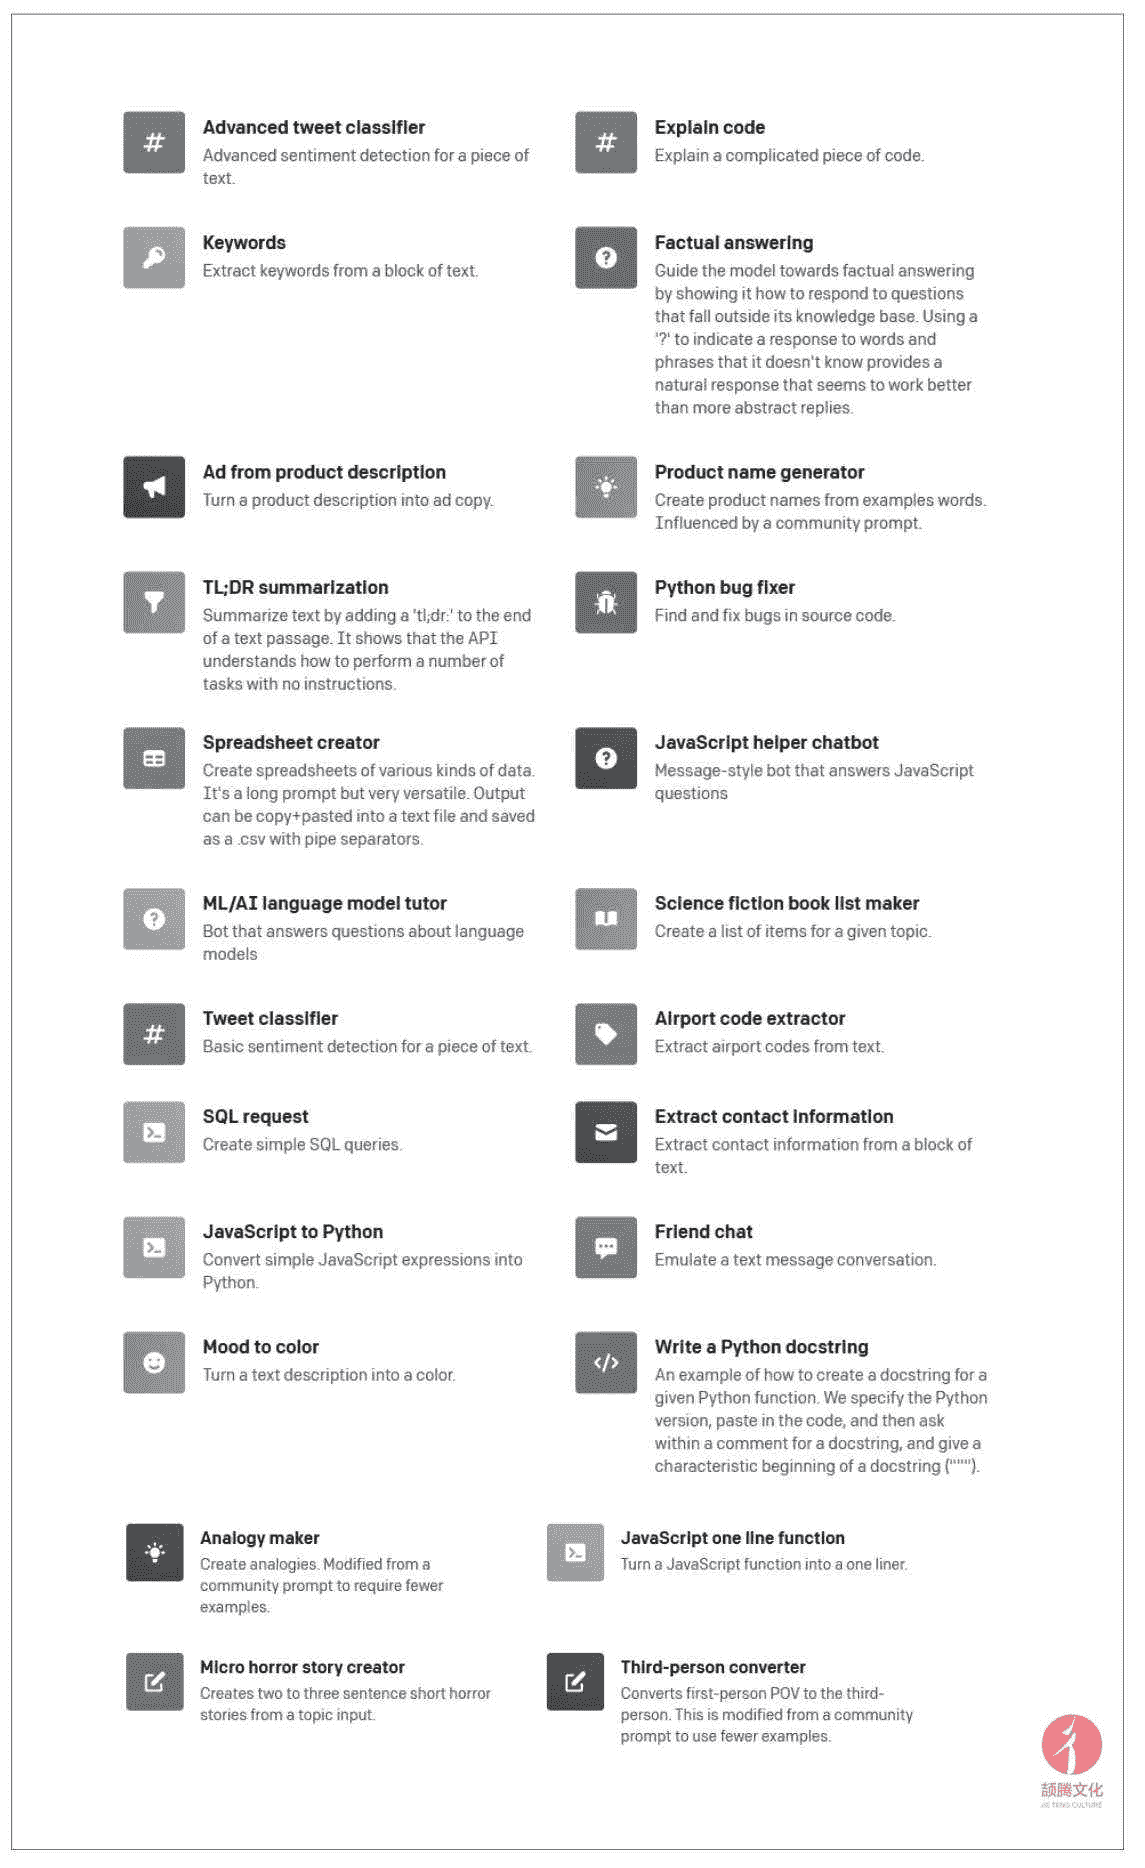 Advanced tweet classifier
Advanced sentiment detection for a piece of
text.
Explain code
Explain a complicated piece of code.
Keywords
Extract keywords from a block of text.
Factual answering
Guide the model towards factual answering
by showing it how to respond to questions
that fall outside its knowledge base. Using a
'?' to indicate a response to words and
phrases that it doesn't know provides a
natural response that seems to work better
than more abstract replies.
Ad from product description
Turn a product description into ad copy.
Product name generator
Create product names from examples words.
Influenced by a community prompt.
TL;DR summarization
Summarize text by adding a 'tl;dr:' to the end
of a text passage. It shows that the API
understands how to perform a number of
tasks with no instructions.
Python bug fixer
Find and fix bugs in source code.
Spreadsheet creator
Create spreadsheets of various kinds of data.
It's a long prompt but very versatile. Output
can be copy+pasted into a text file and saved
as a .csv with pipe separators.
JavaScript helper chatbot
Message-style bot that answers JavaScript
questions
ML/AI language model tutor
Bot that answers questions about language
models
Science fiction book list maker
Create a list of items for a given topic.
Tweet classifier
Basic sentiment detection for a piece of text.
Airport code extractor
Extract airport codes from text.
SQL request
Create simple SQL queries.
Extract contact information
Extract contact information from a block of
text.
JavaScript to Python
Convert simple JavaScript expressions into
Python.
Friend chat
Emulate a text message conversation.
Mood to color
Turn a text description into a color.
Write a Python docstring
An example of how to create a docstring for a
given Python function. We specify the Python
version, paste in the code, and then ask
within a comment for a docstring, and give a
characteristic beginning of a docstring (""").
Analogy maker
Create analogies. Modified from a
community prompt to require fewer
examples.
JavaScript one line function
Turn a JavaScript function into a one liner.
Micro horror story creator
Creates two to three sentence short horror
stories from a topic input.
Third-person converter
Converts first-person POV to the third-
person. This is modified from a community
prompt to use fewer examples.
颉腾文化
JIE TENG CULTURE